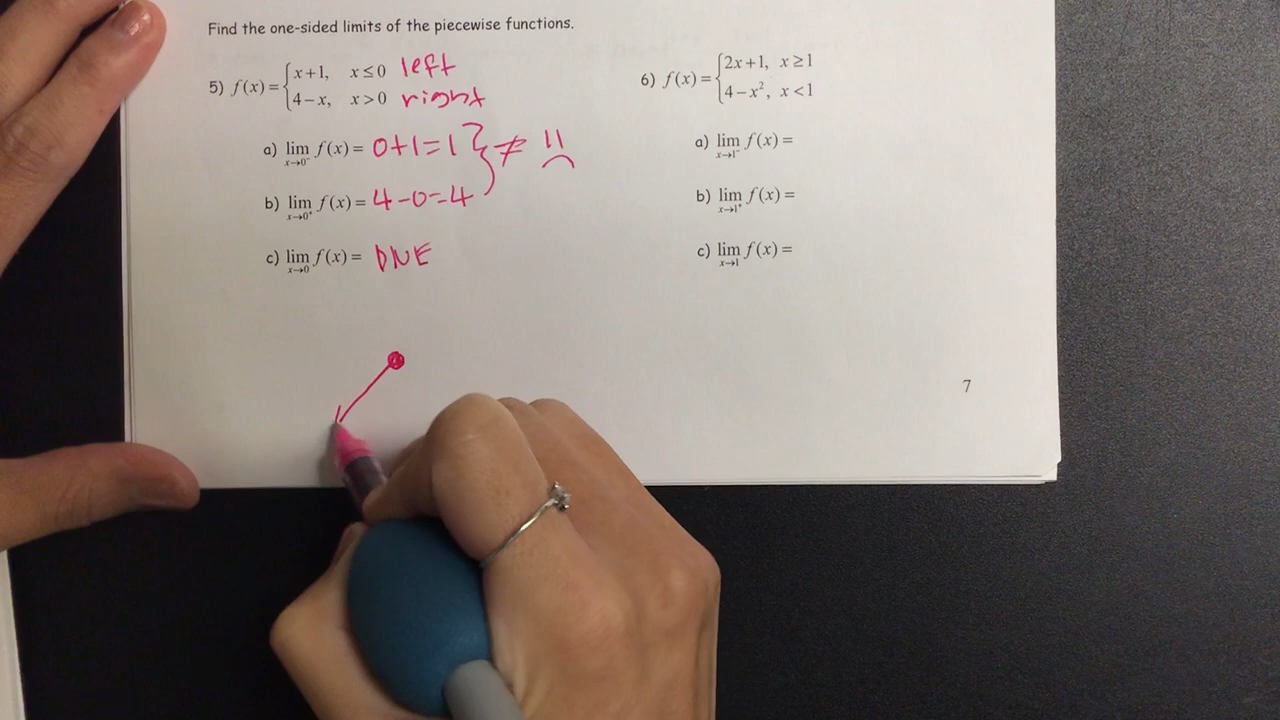 Find the one-sided limits of the piecewise functions.
5) f(x) = { x+1, x≤0 left
4−x, x>0 right
a) lim x→0⁻ f(x) = 0+1=1 } ≠
b) lim x→0⁺ f(x) = 4-0=4
c) lim x→0 f(x) = DNE
6) f(x) = { 2x+1, x≥1
4−x², x<1
a) lim x→1⁻ f(x) =
b) lim x→1⁺ f(x) =
c) lim x→1 f(x) =
7